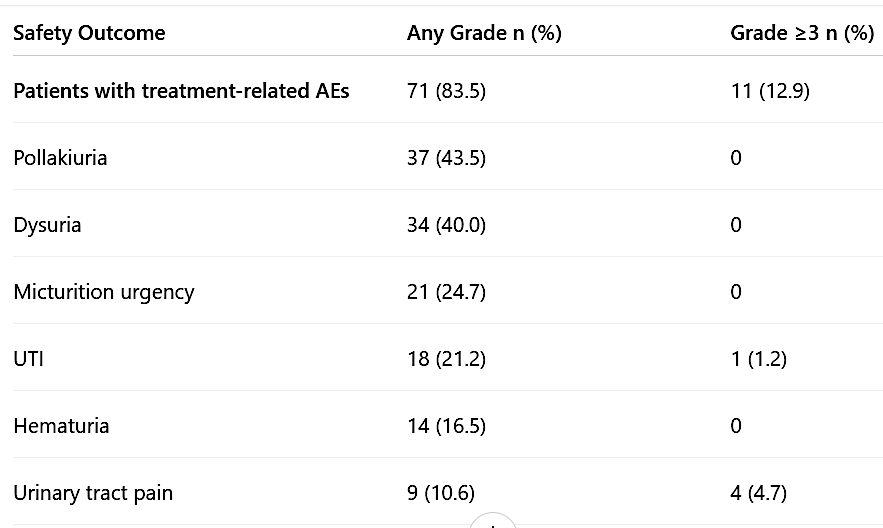 Safety Outcome Any Grade n (%) Grade ≥3 n (%)
Patients with treatment-related AEs 71 (83.5) 11 (12.9)
Pollakiuria 37 (43.5) 0
Dysuria 34 (40.0) 0
Micturition urgency 21 (24.7) 0
UTI 18 (21.2) 1 (1.2)
Hematuria 14 (16.5) 0
Urinary tract pain 9 (10.6) 4 (4.7)